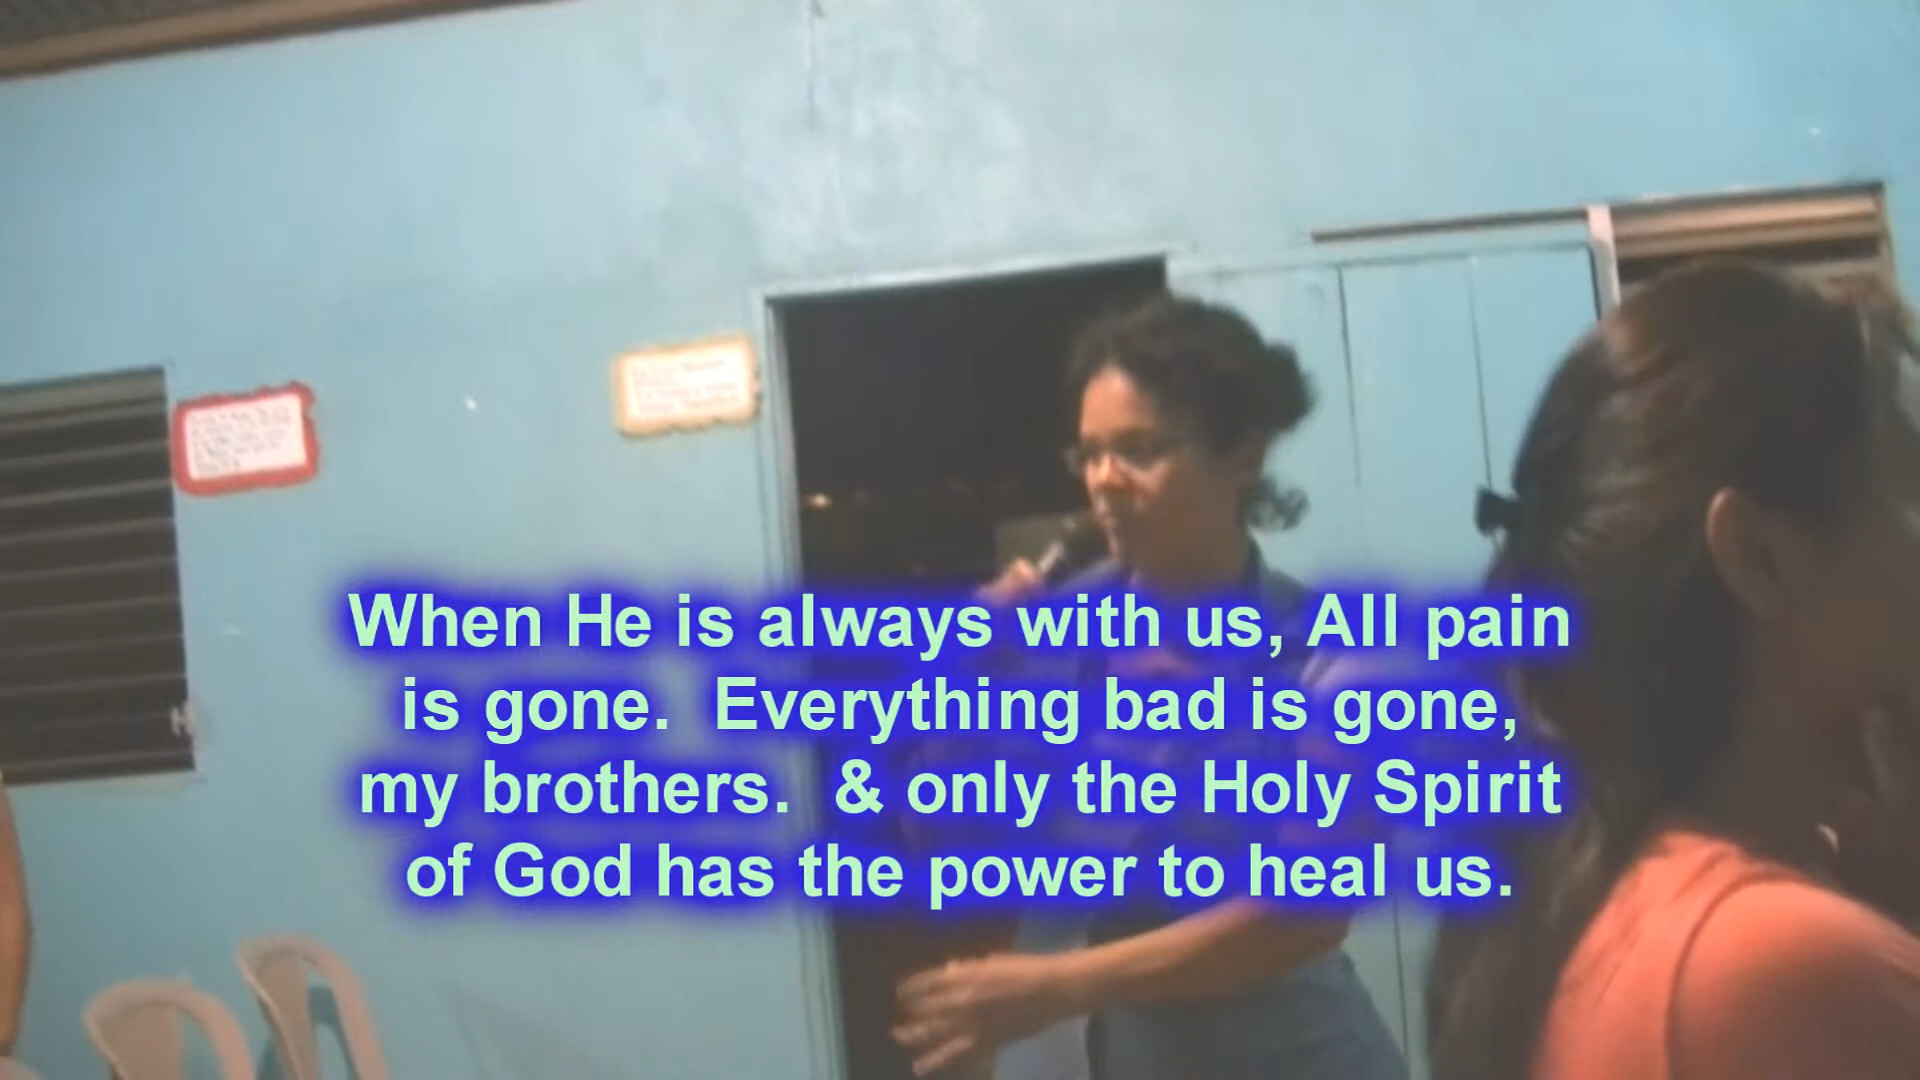 When He is always with us, All pain
is gone.  Everything bad is gone,
my brothers.  & only the Holy Spirit
of God has the power to heal us.